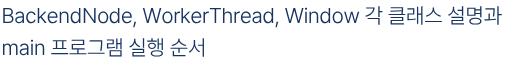 BackendNode, WorkerThread, Window 각 클래스 설명과
main 프로그램 실행 순서